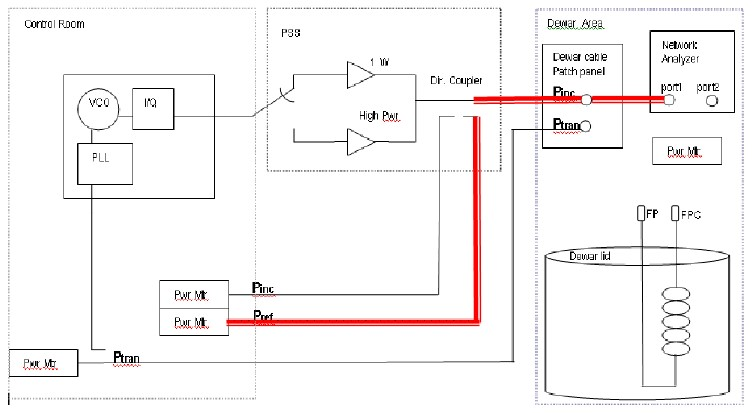 Control Room
PSS
Dewar Area
Dewar cable
Patch panel
Network
Analyzer
1 W
Dir. Coupler
VCO
I/Q
Pinc
port1
port2
High Pwr
Ptran
PLL
Pwr Mtr
FP
FPC
Dewar lid
Pwr Mtr
Pinc
Pwr Mtr
Pref
Pwr Mtr
Ptran